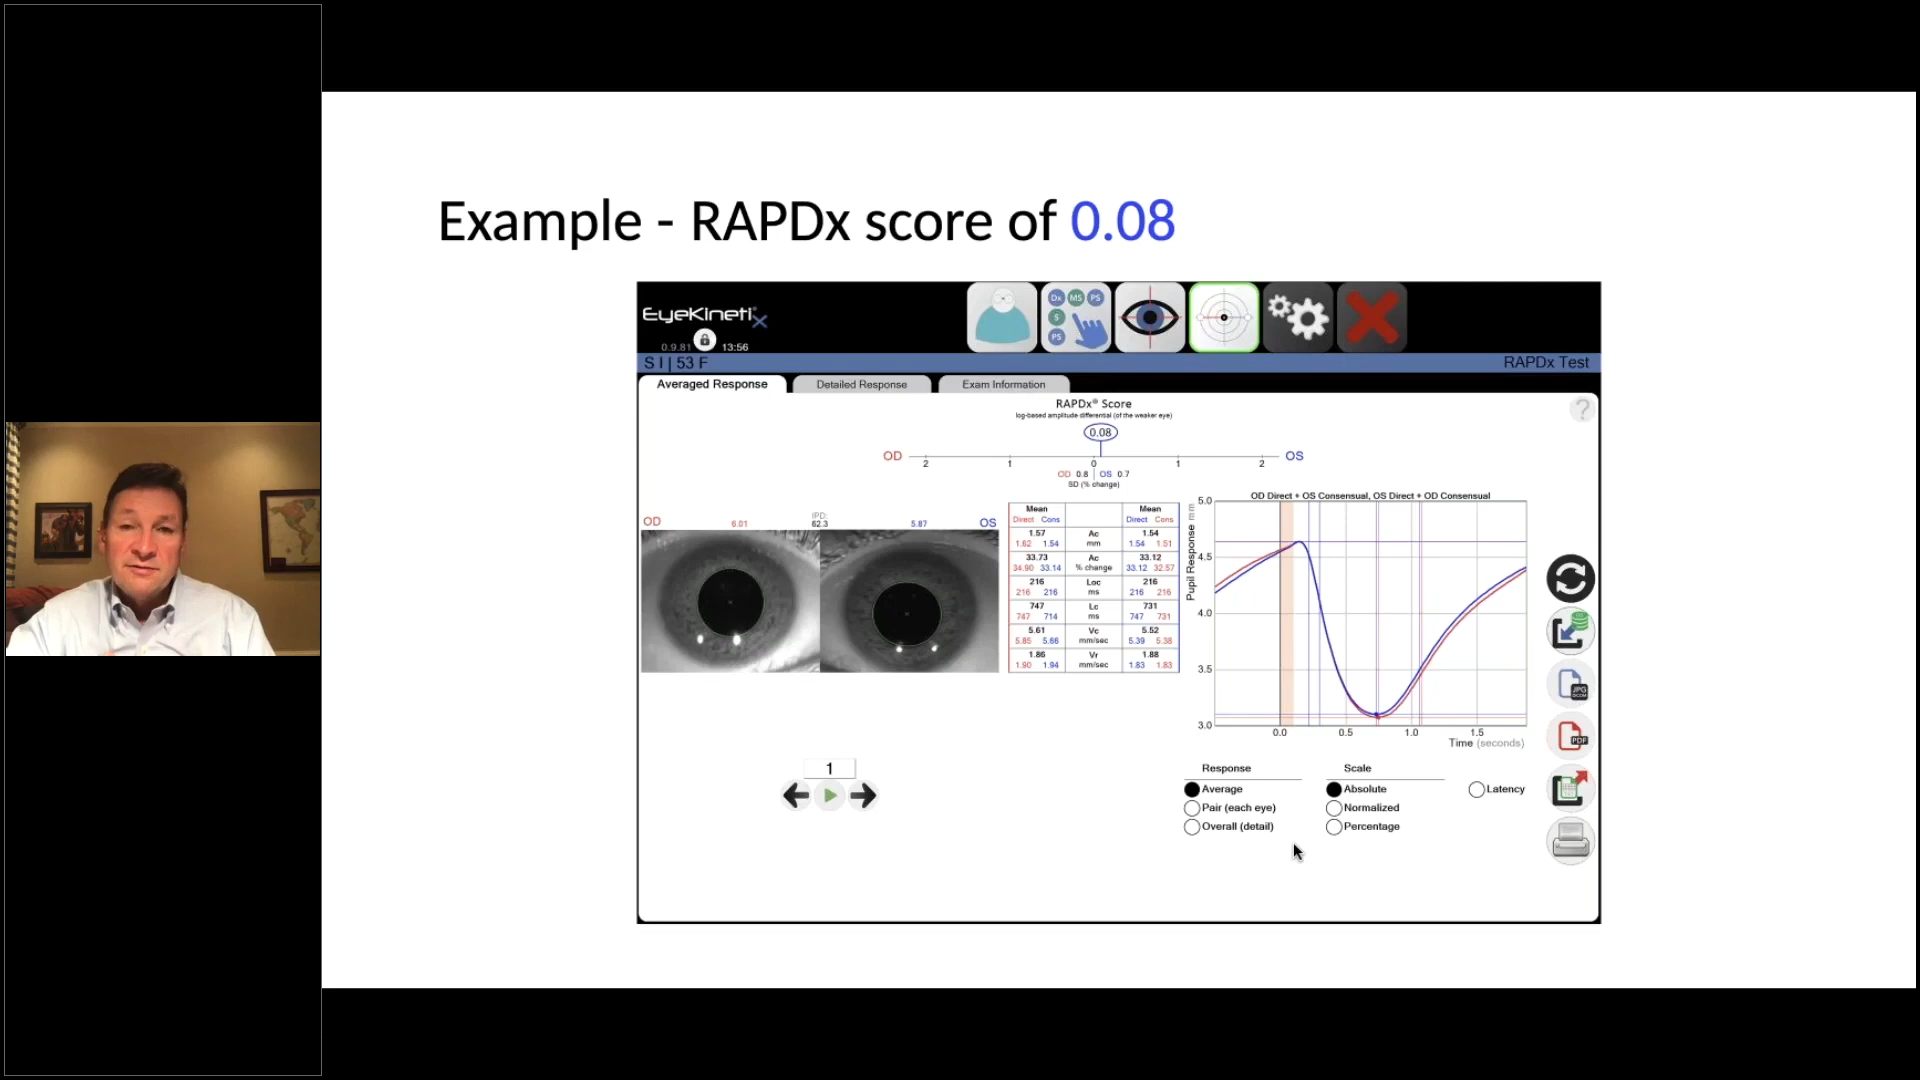 Example - RAPDx score of 0.08
EyeKinetix
0.9.81 13:56
Dx MS PS
S
PS
S I | 53 F
RAPDx Test
Averaged Response
Detailed Response
Exam Information
?
RAPDx® Score
log-based amplitude differential (of the weaker eye)
0.08
OD
OS
2 1 0 1 2
OD 0.8 | OS 0.7
SD (% change)
OD 6.01 IPD: 62.3 5.87 OS
Mean Mean
Direct Cons Direct Cons
1.57 Ac 1.54
1.62 1.54 mm 1.54 1.51
33.73 Ac 33.12
34.90 33.14 % change 33.12 32.57
216 Loc 216
216 216 ms 216 216
747 Lc 731
747 714 ms 747 731
5.61 Vc 5.52
5.85 5.66 mm/sec 5.39 5.38
1.86 Vr 1.88
1.90 1.94 mm/sec 1.83 1.83
OD Direct + OS Consensual, OS Direct + OD Consensual
Pupil Response mm
5.0
4.5
4.0
3.5
3.0
0.0 0.5 1.0 1.5
Time (seconds)
1
Response
Average
Pair (each eye)
Overall (detail)
Scale
Absolute
Normalized
Percentage
Latency
JPG
PDF